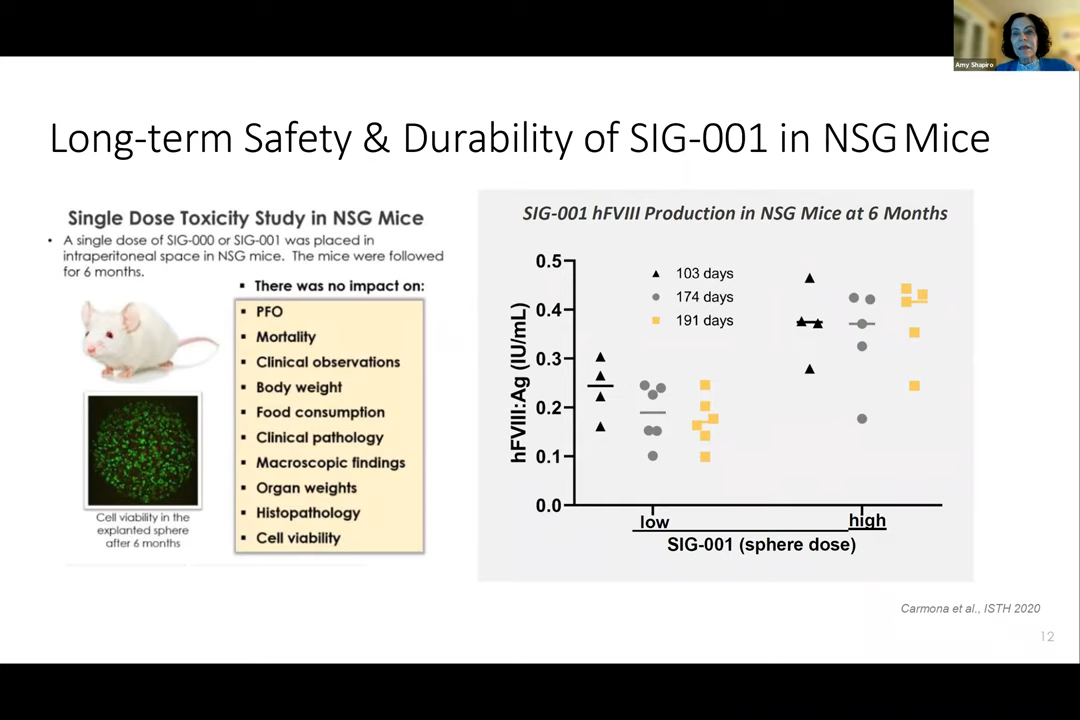 Amy Shapiro
Long-term Safety & Durability of SIG-001 in NSG Mice
Single Dose Toxicity Study in NSG Mice
• A single dose of SIG-000 or SIG-001 was placed in
intraperitoneal space in NSG mice. The mice were followed
for 6 months.
▪ There was no impact on:
▪ PFO
▪ Mortality
▪ Clinical observations
▪ Body weight
▪ Food consumption
▪ Clinical pathology
▪ Macroscopic findings
▪ Organ weights
▪ Histopathology
▪ Cell viability
Cell viability in the
explanted sphere
after 6 months
SIG-001 hFVIII Production in NSG Mice at 6 Months
hFVIII:Ag (IU/mL)
0.5
0.4
0.3
0.2
0.1
0.0
103 days
174 days
191 days
low high
SIG-001 (sphere dose)
Carmona et al., ISTH 2020
12